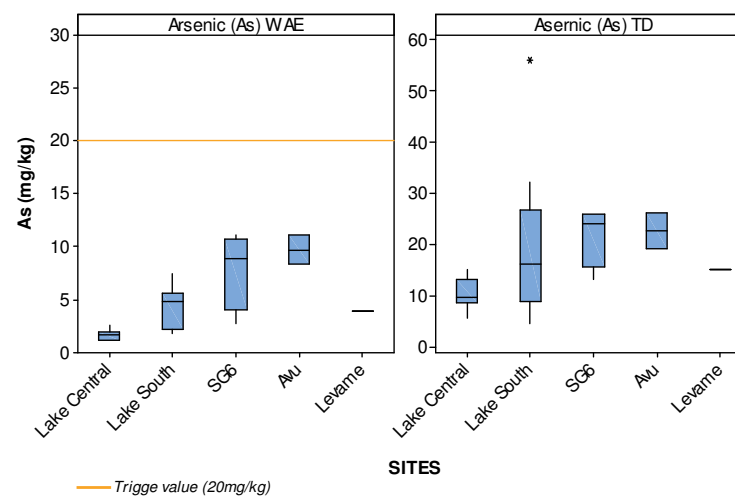 Arsenic (As) WAE
Asernic (As) TD
As (mg/kg)
30
25
20
15
10
5
0
60
50
40
30
20
10
0
Lake Central
Lake South
SG6
Avu
Levame
Lake Central
Lake South
SG6
Avu
Levame
SITES
Trigge value (20mg/kg)